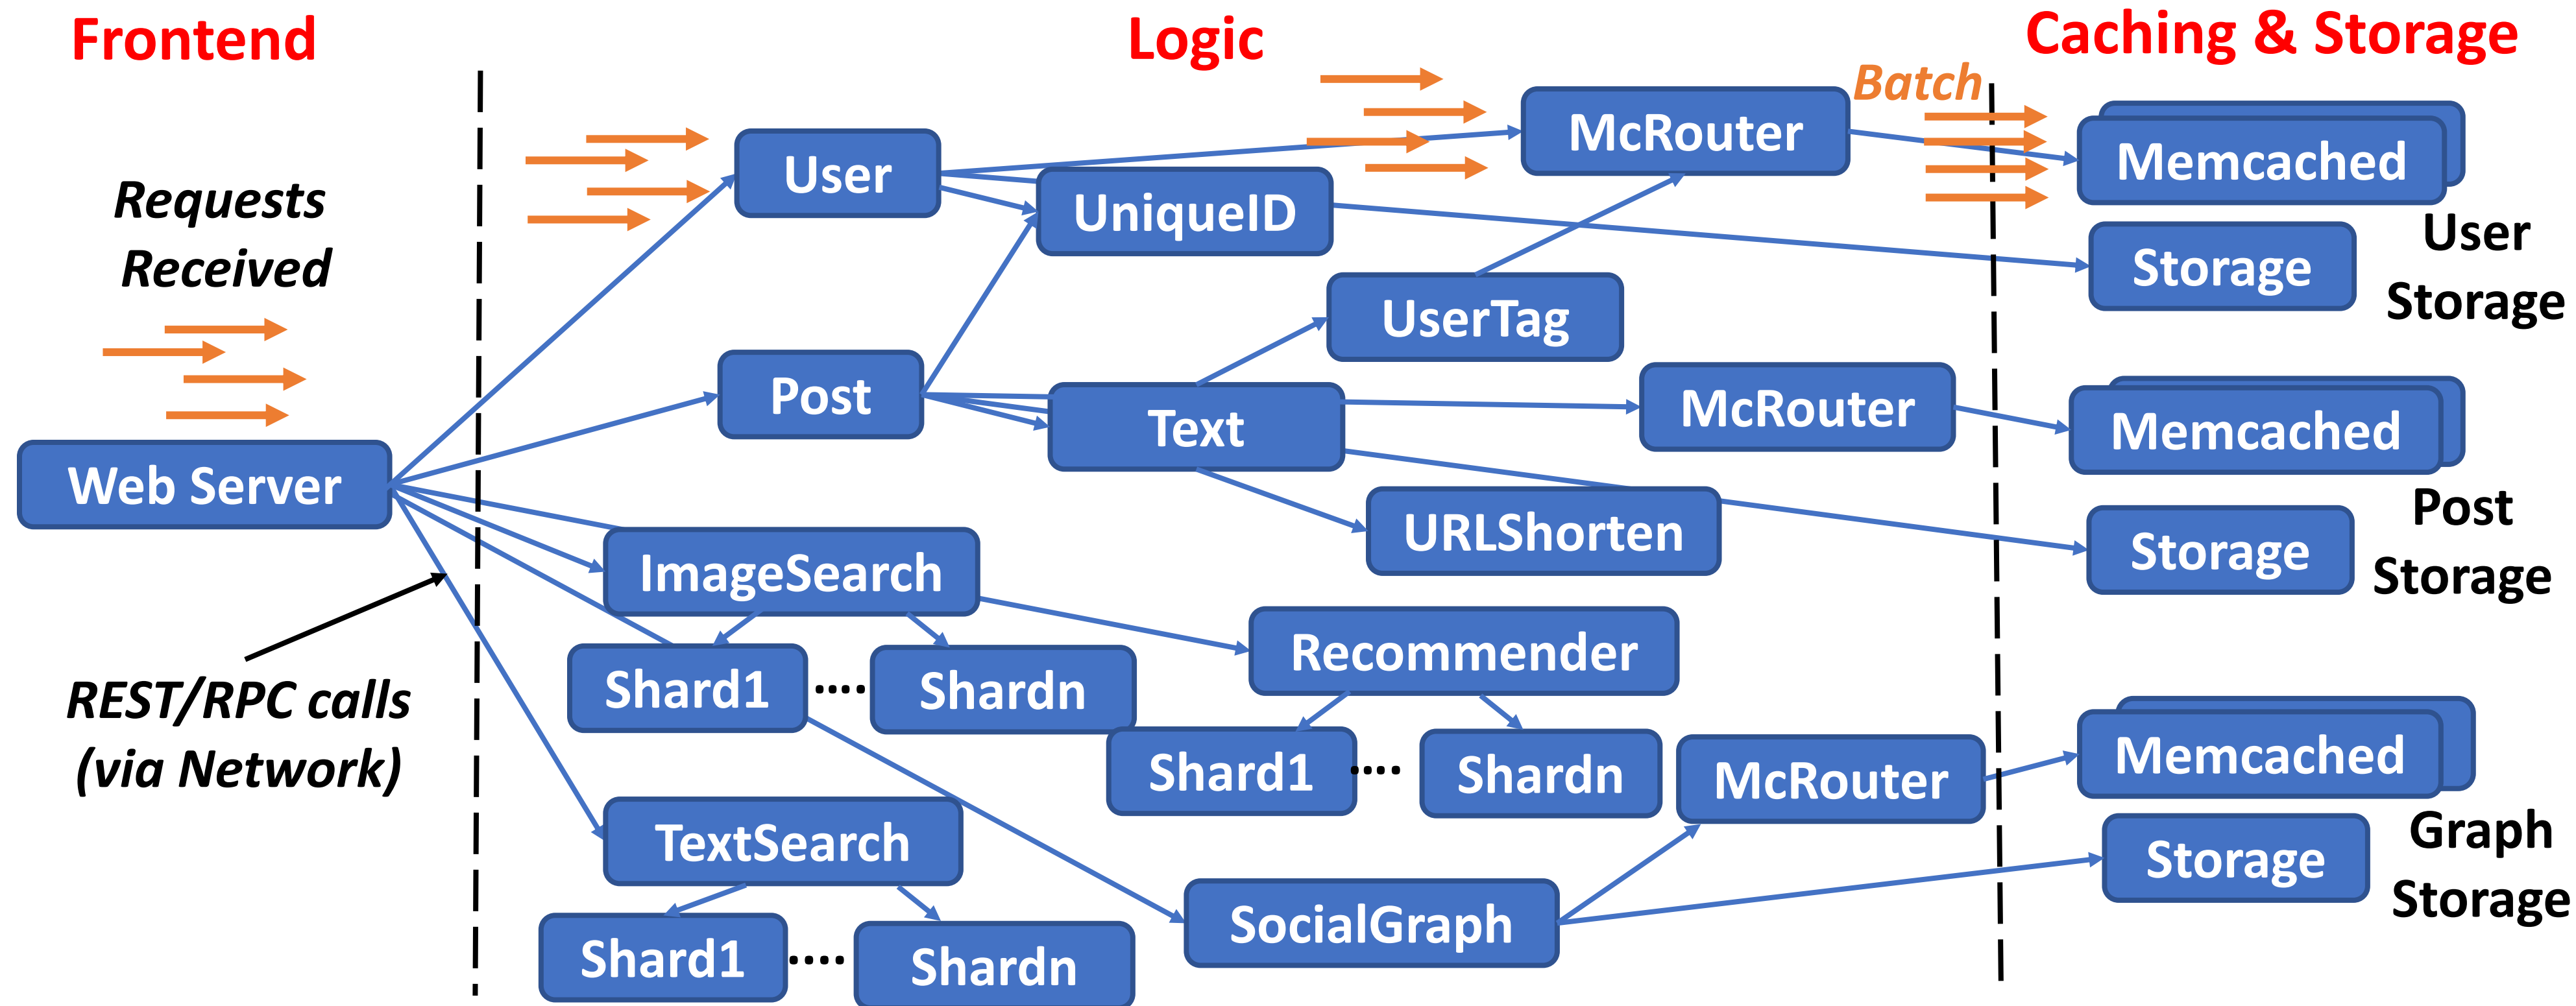 Frontend
Logic
Caching & Storage
Batch
Requests
Received
User
McRouter
Memcached
UniqueID
Storage
User
Storage
UserTag
Post
Text
McRouter
Memcached
Web Server
URLShorten
Storage
Post
Storage
ImageSearch
Recommender
Shard1
....
Shardn
REST/RPC calls
(via Network)
Shard1
....
Shardn
McRouter
Memcached
TextSearch
Storage
Graph
Storage
SocialGraph
Shard1
....
Shardn